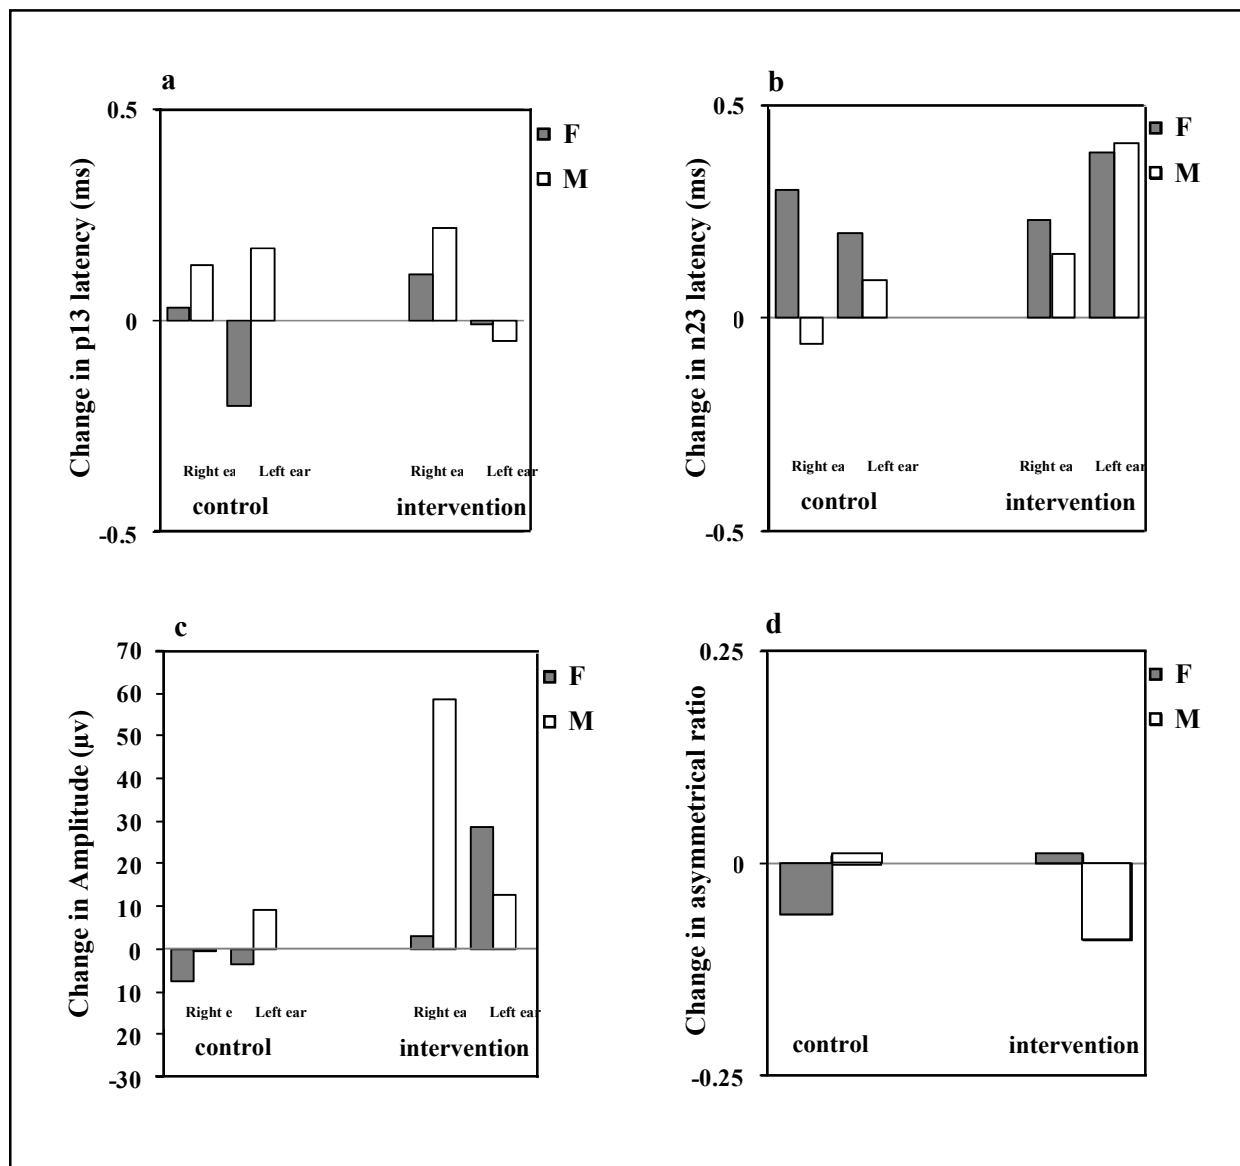 a
0.5
0
-0.5
Change in p13 latency (ms)
F
M
Right ea Left ear Right ea Left ear
control intervention
b
0.5
0
-0.5
Change in n23 latency (ms)
F
M
Right ea Left ear Right ea Left ear
control intervention
c
70
60
50
40
30
20
10
0
10
20
-30
Change in Amplitude (µv)
F
M
Right e Left ear Right ea Left ear
control intervention
d
0.25
0
-0.25
Change in asymmetrical ratio
F
M
control intervention